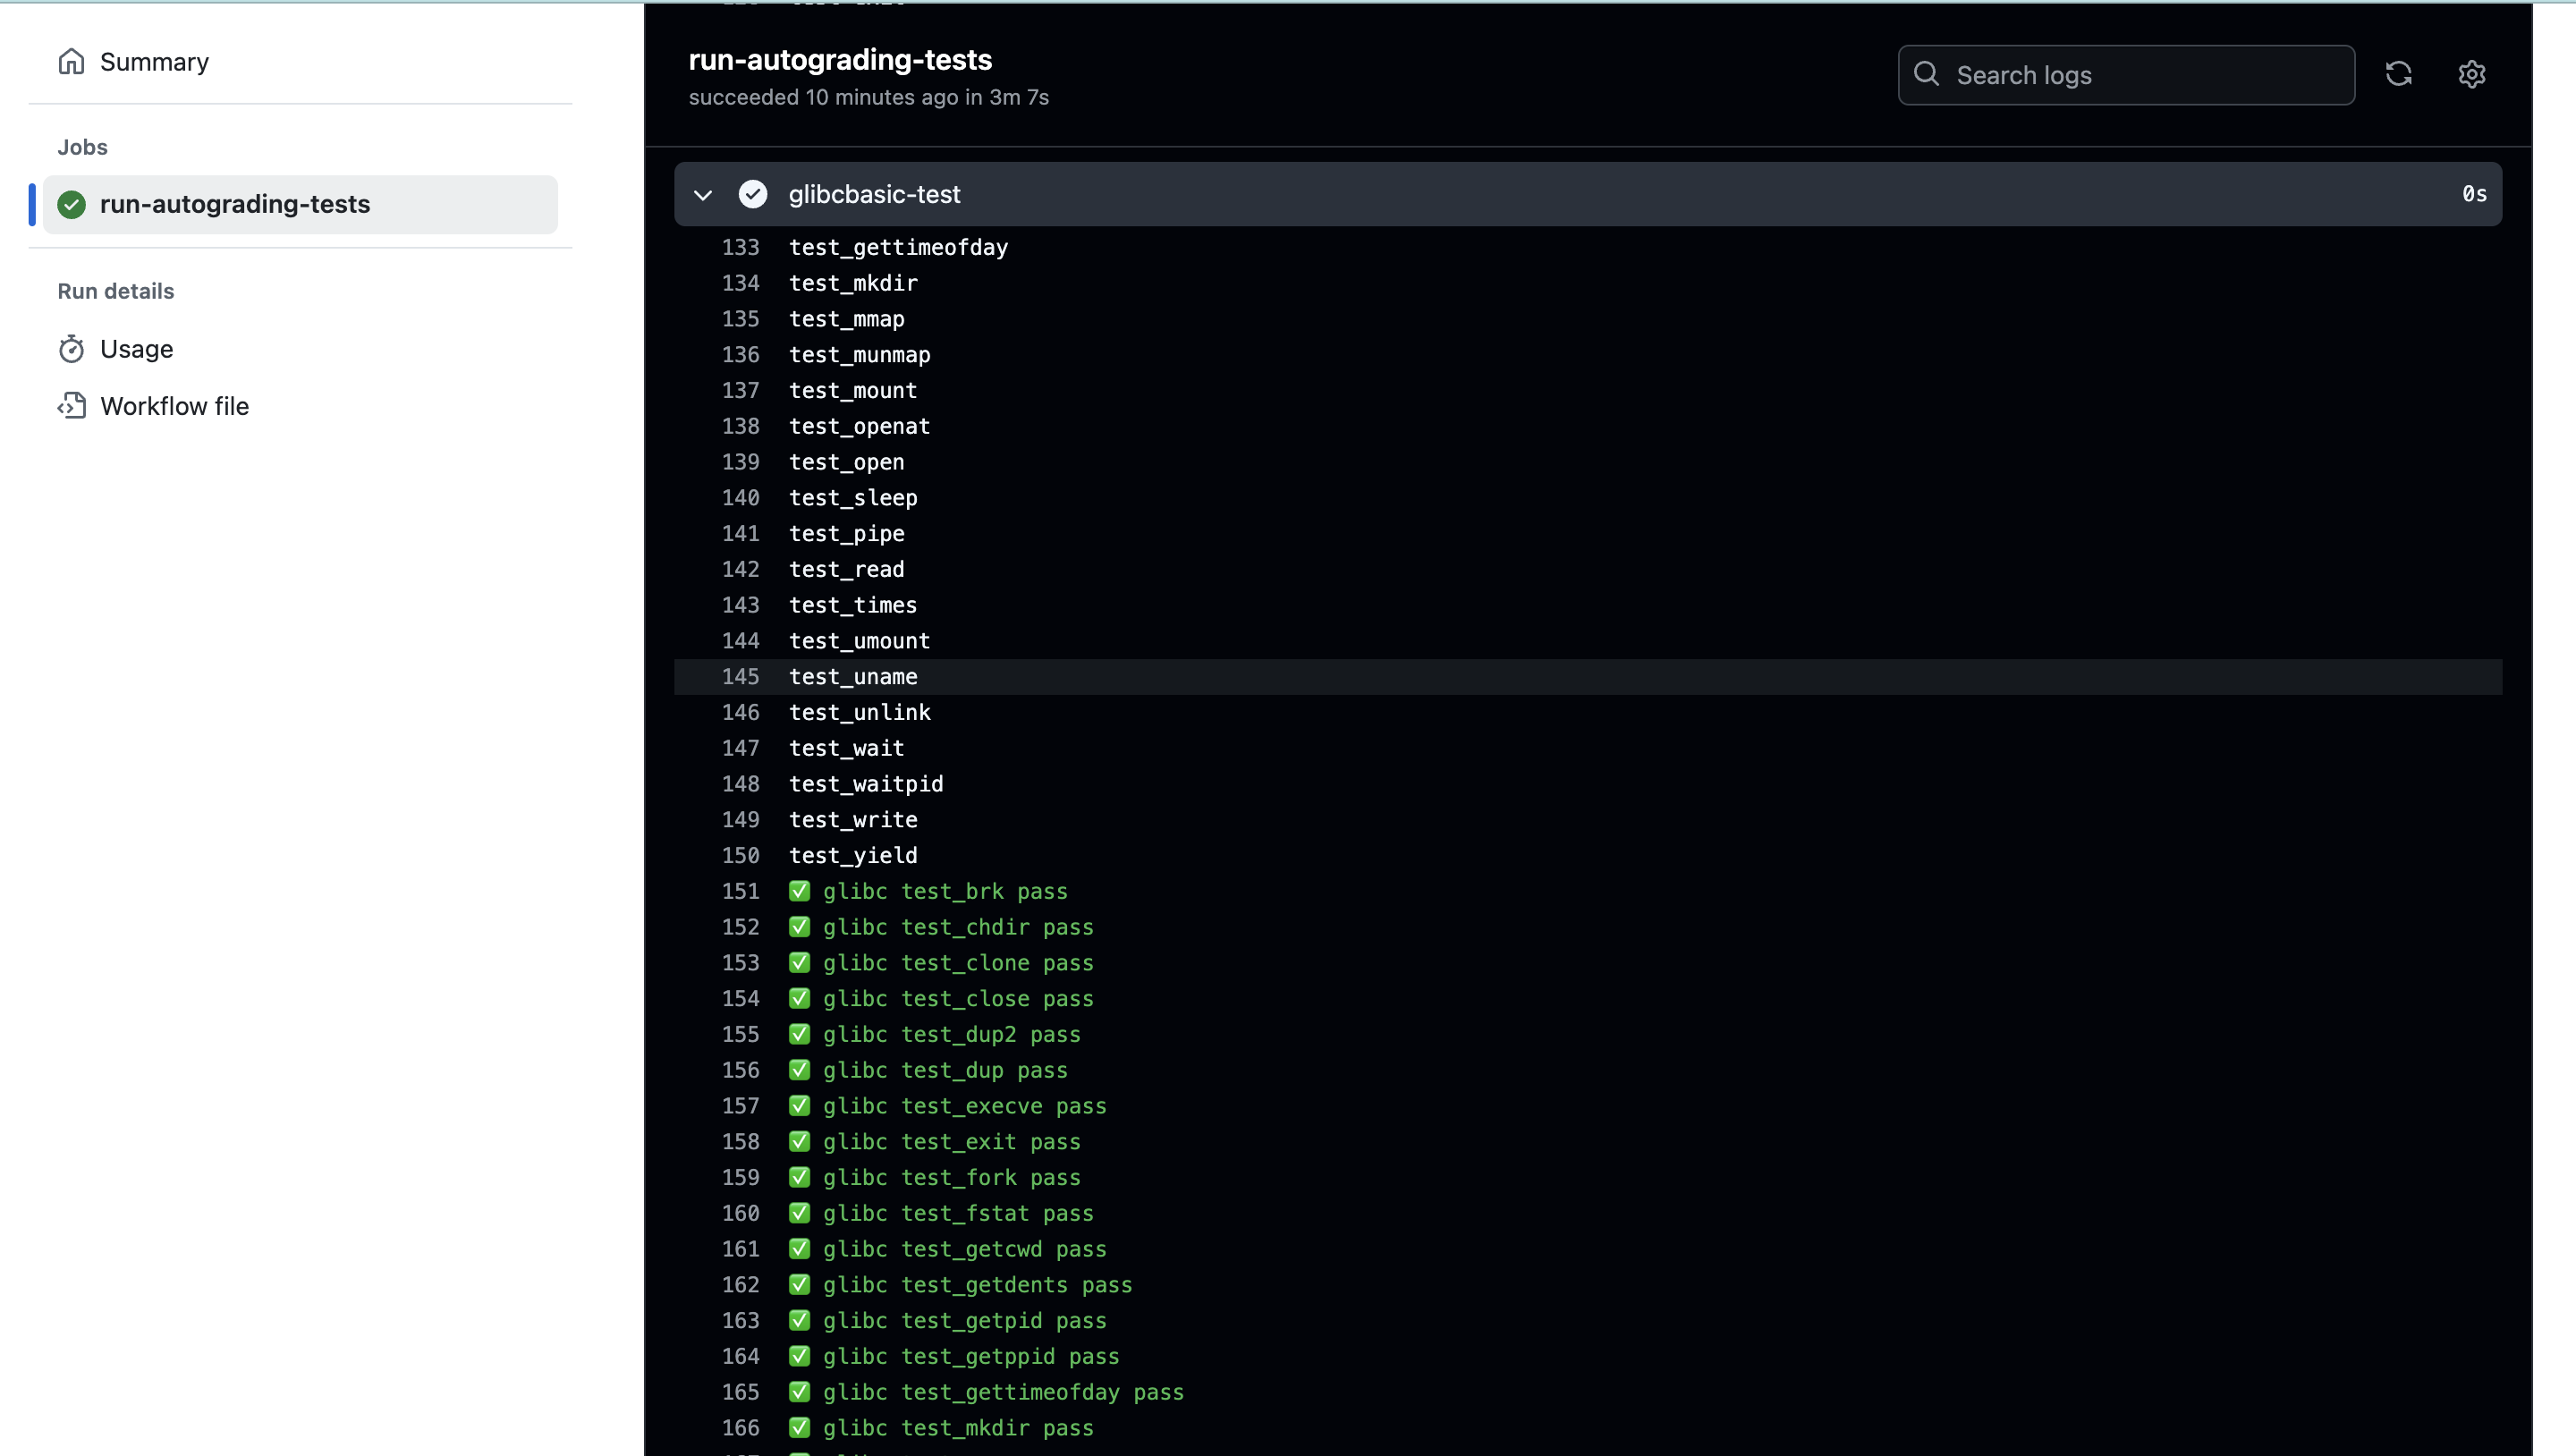 Summary
Jobs
run-autograding-tests
Run details
Usage
Workflow file
run-autograding-tests
succeeded 10 minutes ago in 3m 7s
Search logs
glibcbasic-test 0s
133 test_gettimeofday
134 test_mkdir
135 test_mmap
136 test_munmap
137 test_mount
138 test_openat
139 test_open
140 test_sleep
141 test_pipe
142 test_read
143 test_times
144 test_umount
145 test_uname
146 test_unlink
147 test_wait
148 test_waitpid
149 test_write
150 test_yield
151 ✅ glibc test_brk pass
152 ✅ glibc test_chdir pass
153 ✅ glibc test_clone pass
154 ✅ glibc test_close pass
155 ✅ glibc test_dup2 pass
156 ✅ glibc test_dup pass
157 ✅ glibc test_execve pass
158 ✅ glibc test_exit pass
159 ✅ glibc test_fork pass
160 ✅ glibc test_fstat pass
161 ✅ glibc test_getcwd pass
162 ✅ glibc test_getdents pass
163 ✅ glibc test_getpid pass
164 ✅ glibc test_getppid pass
165 ✅ glibc test_gettimeofday pass
166 ✅ glibc test_mkdir pass